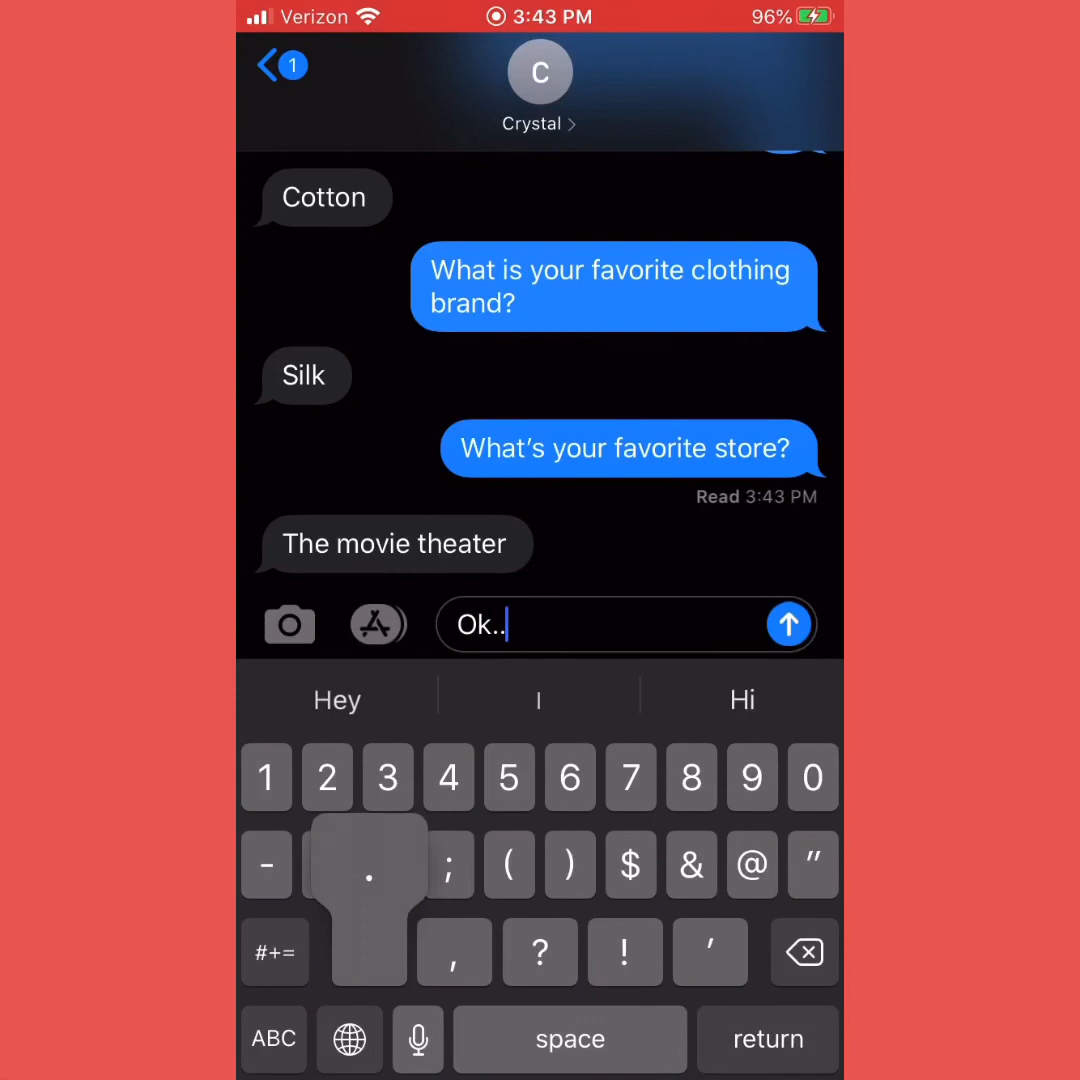 Verizon 3:43 PM 96%
1
C
Crystal
Cotton
What is your favorite clothing
brand?
Silk
What's your favorite store?
Read 3:43 PM
The movie theater
Ok..
Hey I Hi
1 2 3 4 5 6 7 8 9 0
- ; ( ) $ & @ "
.
#+= , ? ! '
ABC space return